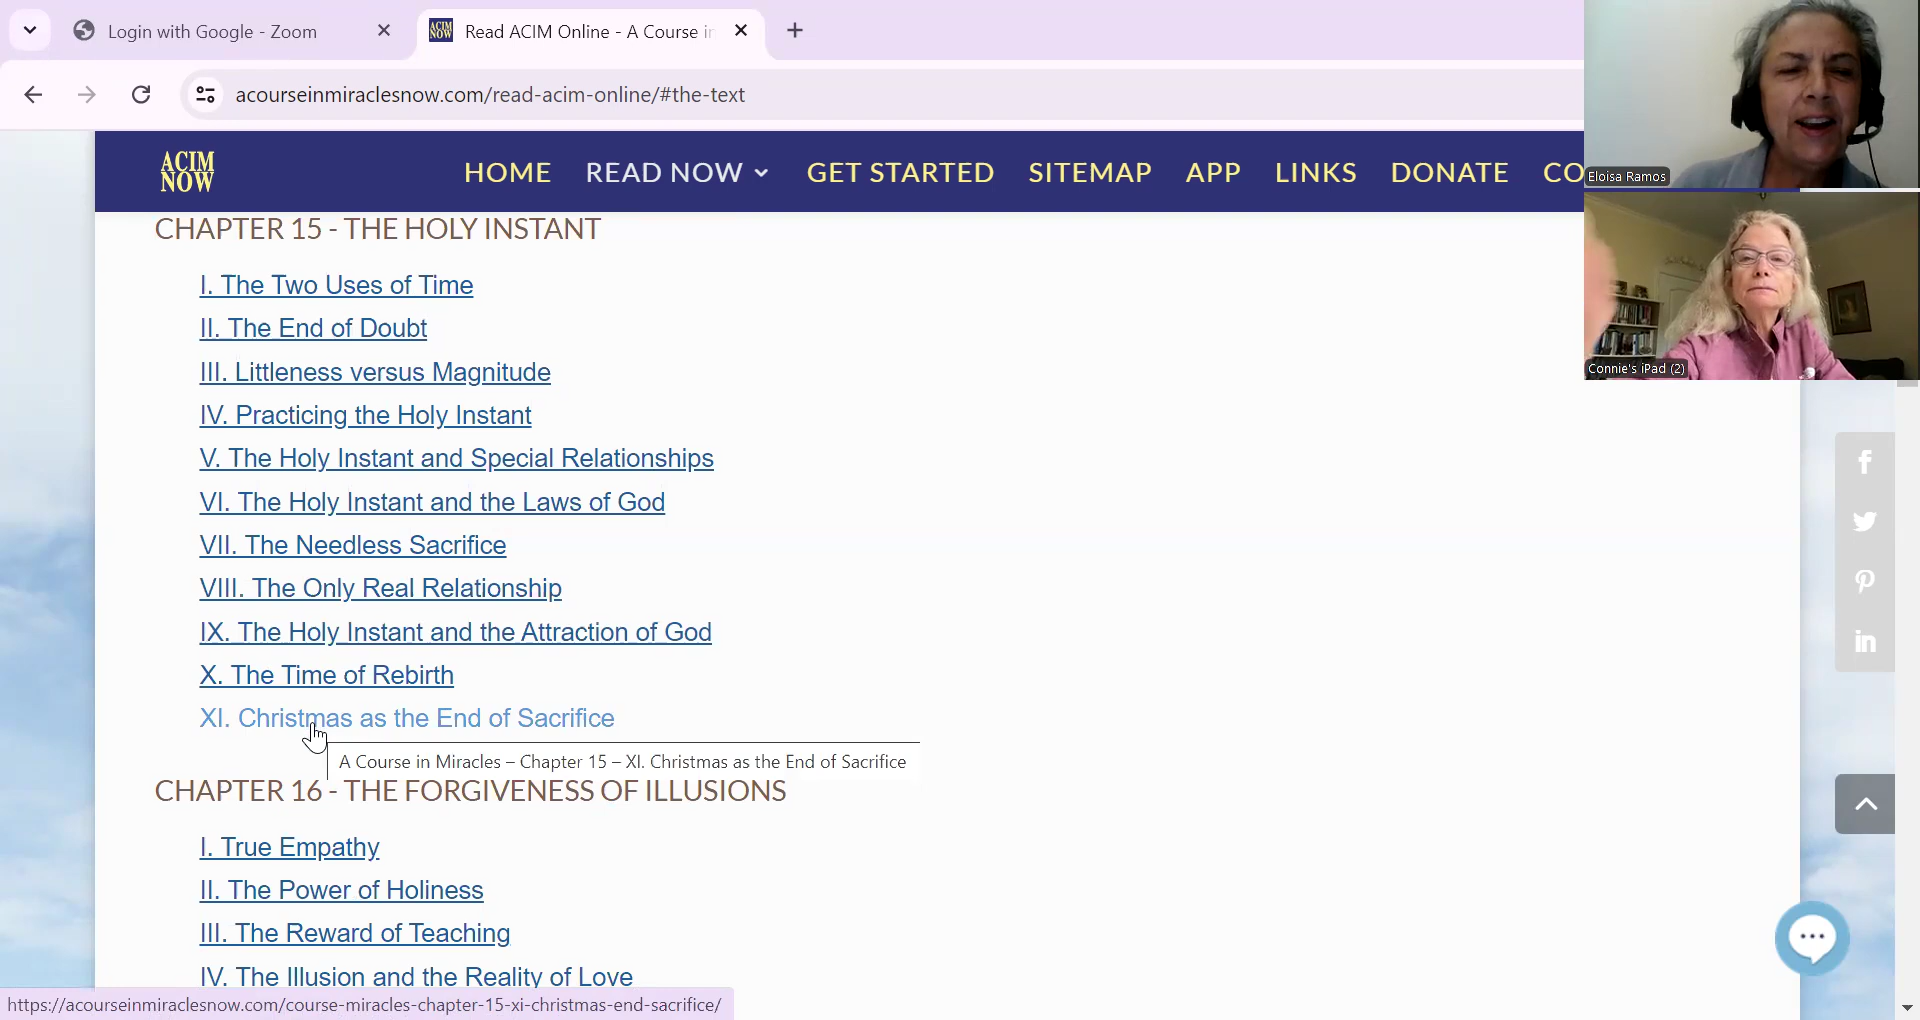 Login with Google - Zoom
Read ACIM Online - A Course in
acourseinmiraclesnow.com/read-acim-online/#the-text
ACIM
NOW
HOME READ NOW GET STARTED SITEMAP APP LINKS DONATE CO
Eloisa Ramos
Connie's iPad (2)
CHAPTER 15 - THE HOLY INSTANT
I. The Two Uses of Time
II. The End of Doubt
III. Littleness versus Magnitude
IV. Practicing the Holy Instant
V. The Holy Instant and Special Relationships
VI. The Holy Instant and the Laws of God
VII. The Needless Sacrifice
VIII. The Only Real Relationship
IX. The Holy Instant and the Attraction of God
X. The Time of Rebirth
XI. Christmas as the End of Sacrifice
A Course in Miracles – Chapter 15 – XI. Christmas as the End of Sacrifice
CHAPTER 16 - THE FORGIVENESS OF ILLUSIONS
I. True Empathy
II. The Power of Holiness
III. The Reward of Teaching
IV. The Illusion and the Reality of Love
https://acourseinmiraclesnow.com/course-miracles-chapter-15-xi-christmas-end-sacrifice/